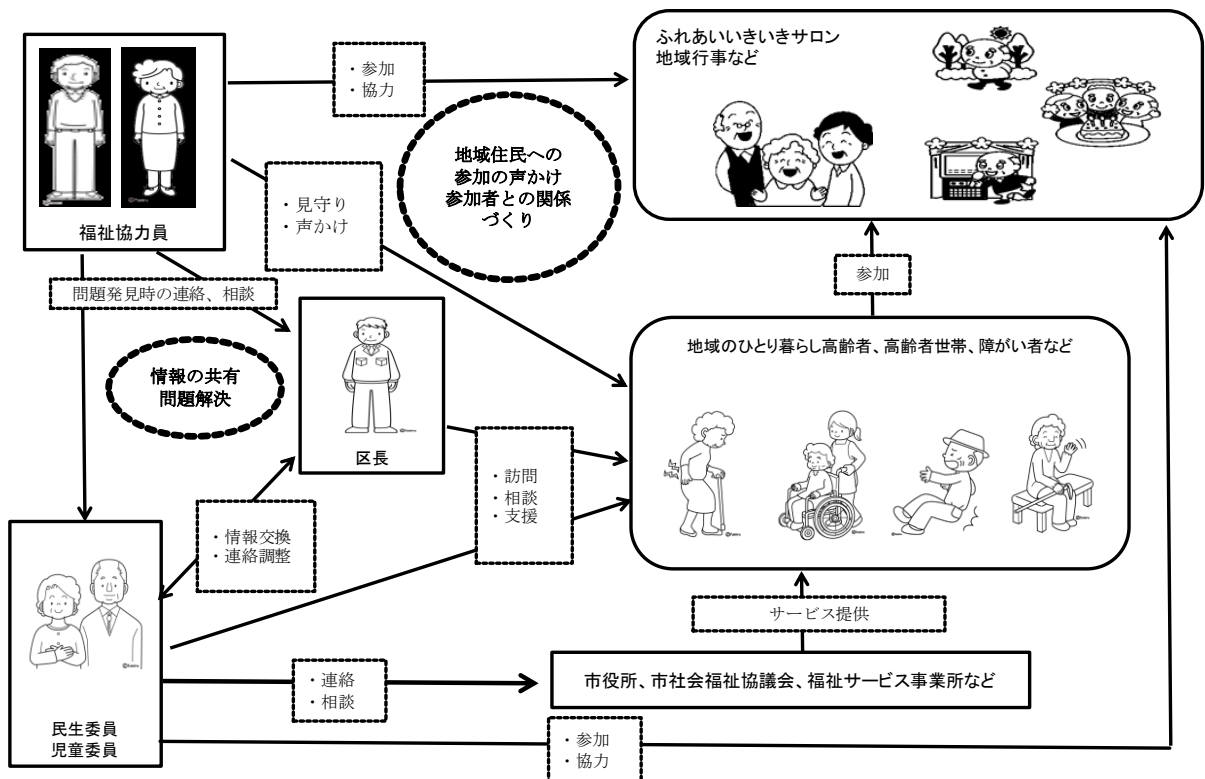 福祉協力員
・参加
・協力
ふれあいいきいきサロン
地域行事など
地域住民への
参加の声かけ
参加者との関係
づくり
・見守り
・声かけ
問題発見時の連絡、相談
参加
情報の共有
問題解決
区長
地域のひとり暮らし高齢者、高齢者世帯、障がい者など
・訪問
・相談
・支援
・情報交換
・連絡調整
サービス提供
民生委員
児童委員
・連絡
・相談
市役所、市社会福祉協議会、福祉サービス事業所など
・参加
・協力